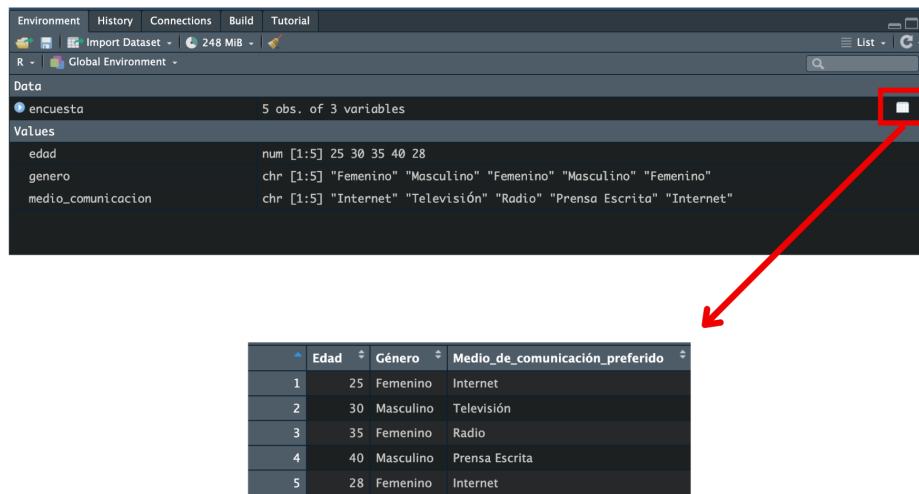 Environment History Connections Build Tutorial
Import Dataset 248 MiB List
R Global Environment
Data
encuesta 5 obs. of 3 variables
Values
edad num [1:5] 25 30 35 40 28
genero chr [1:5] "Femenino" "Masculino" "Femenino" "Masculino" "Femenino"
medio_comunicacion chr [1:5] "Internet" "Televisión" "Radio" "Prensa Escrita" "Internet"
Edad Género Medio_de_comunicación_preferido
1 25 Femenino Internet
2 30 Masculino Televisión
3 35 Femenino Radio
4 40 Masculino Prensa Escrita
5 28 Femenino Internet